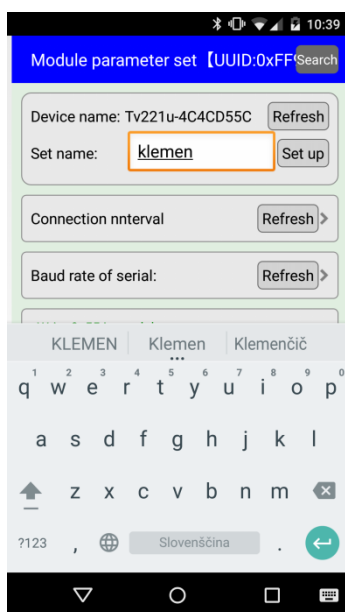 10:39
Module parameter set【UUID:0xFF
Search
Device name: Tv221u-4C4CD55C Refresh
Set name: klemen Set up
Connection nnterval Refresh >
Baud rate of serial: Refresh >
KLEMEN Klemen Klemenčič
1 2 3 4 5 6 7 8 9 0
q w e r t y u i o p
a s d f g h j k l
z x c v b n m
?123 , Slovenščina .